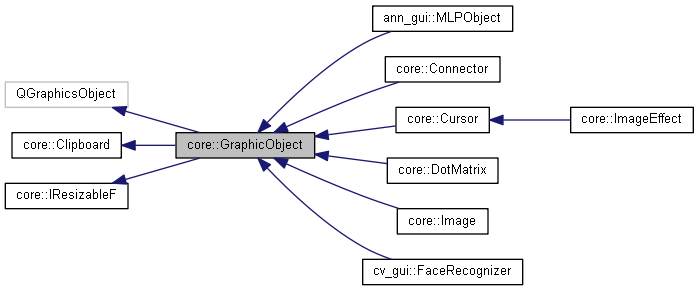 QGraphicsObject
core::Clipboard
core::IResizableF
core::GraphicObject
ann_gui::MLPObject
core::Connector
core::Cursor
core::DotMatrix
core::Image
cv_gui::FaceRecognizer
core::ImageEffect